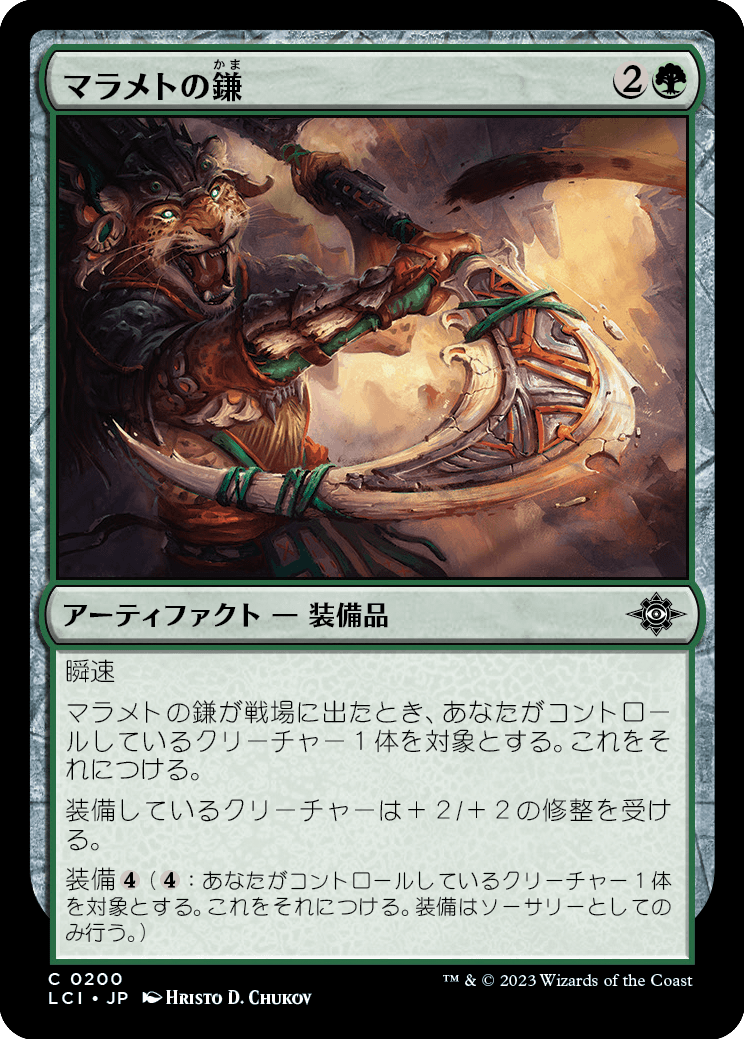 マラメトの鎌
かま
2
アーティファクト ― 装備品
瞬速
マラメトの鎌が戦場に出たとき、あなたがコントロー
ルしているクリーチャー１体を対象とする。これをそ
れにつける。
装備しているクリーチャーは＋２/＋２の修整を受け
る。
装備4（4：あなたがコントロールしているクリーチャー１体
を対象とする。これをそれにつける。装備はソーサリーとしての
み行う。）
C 0200
LCI • JP Hristo D. Chukov
™ & © 2023 Wizards of the Coast